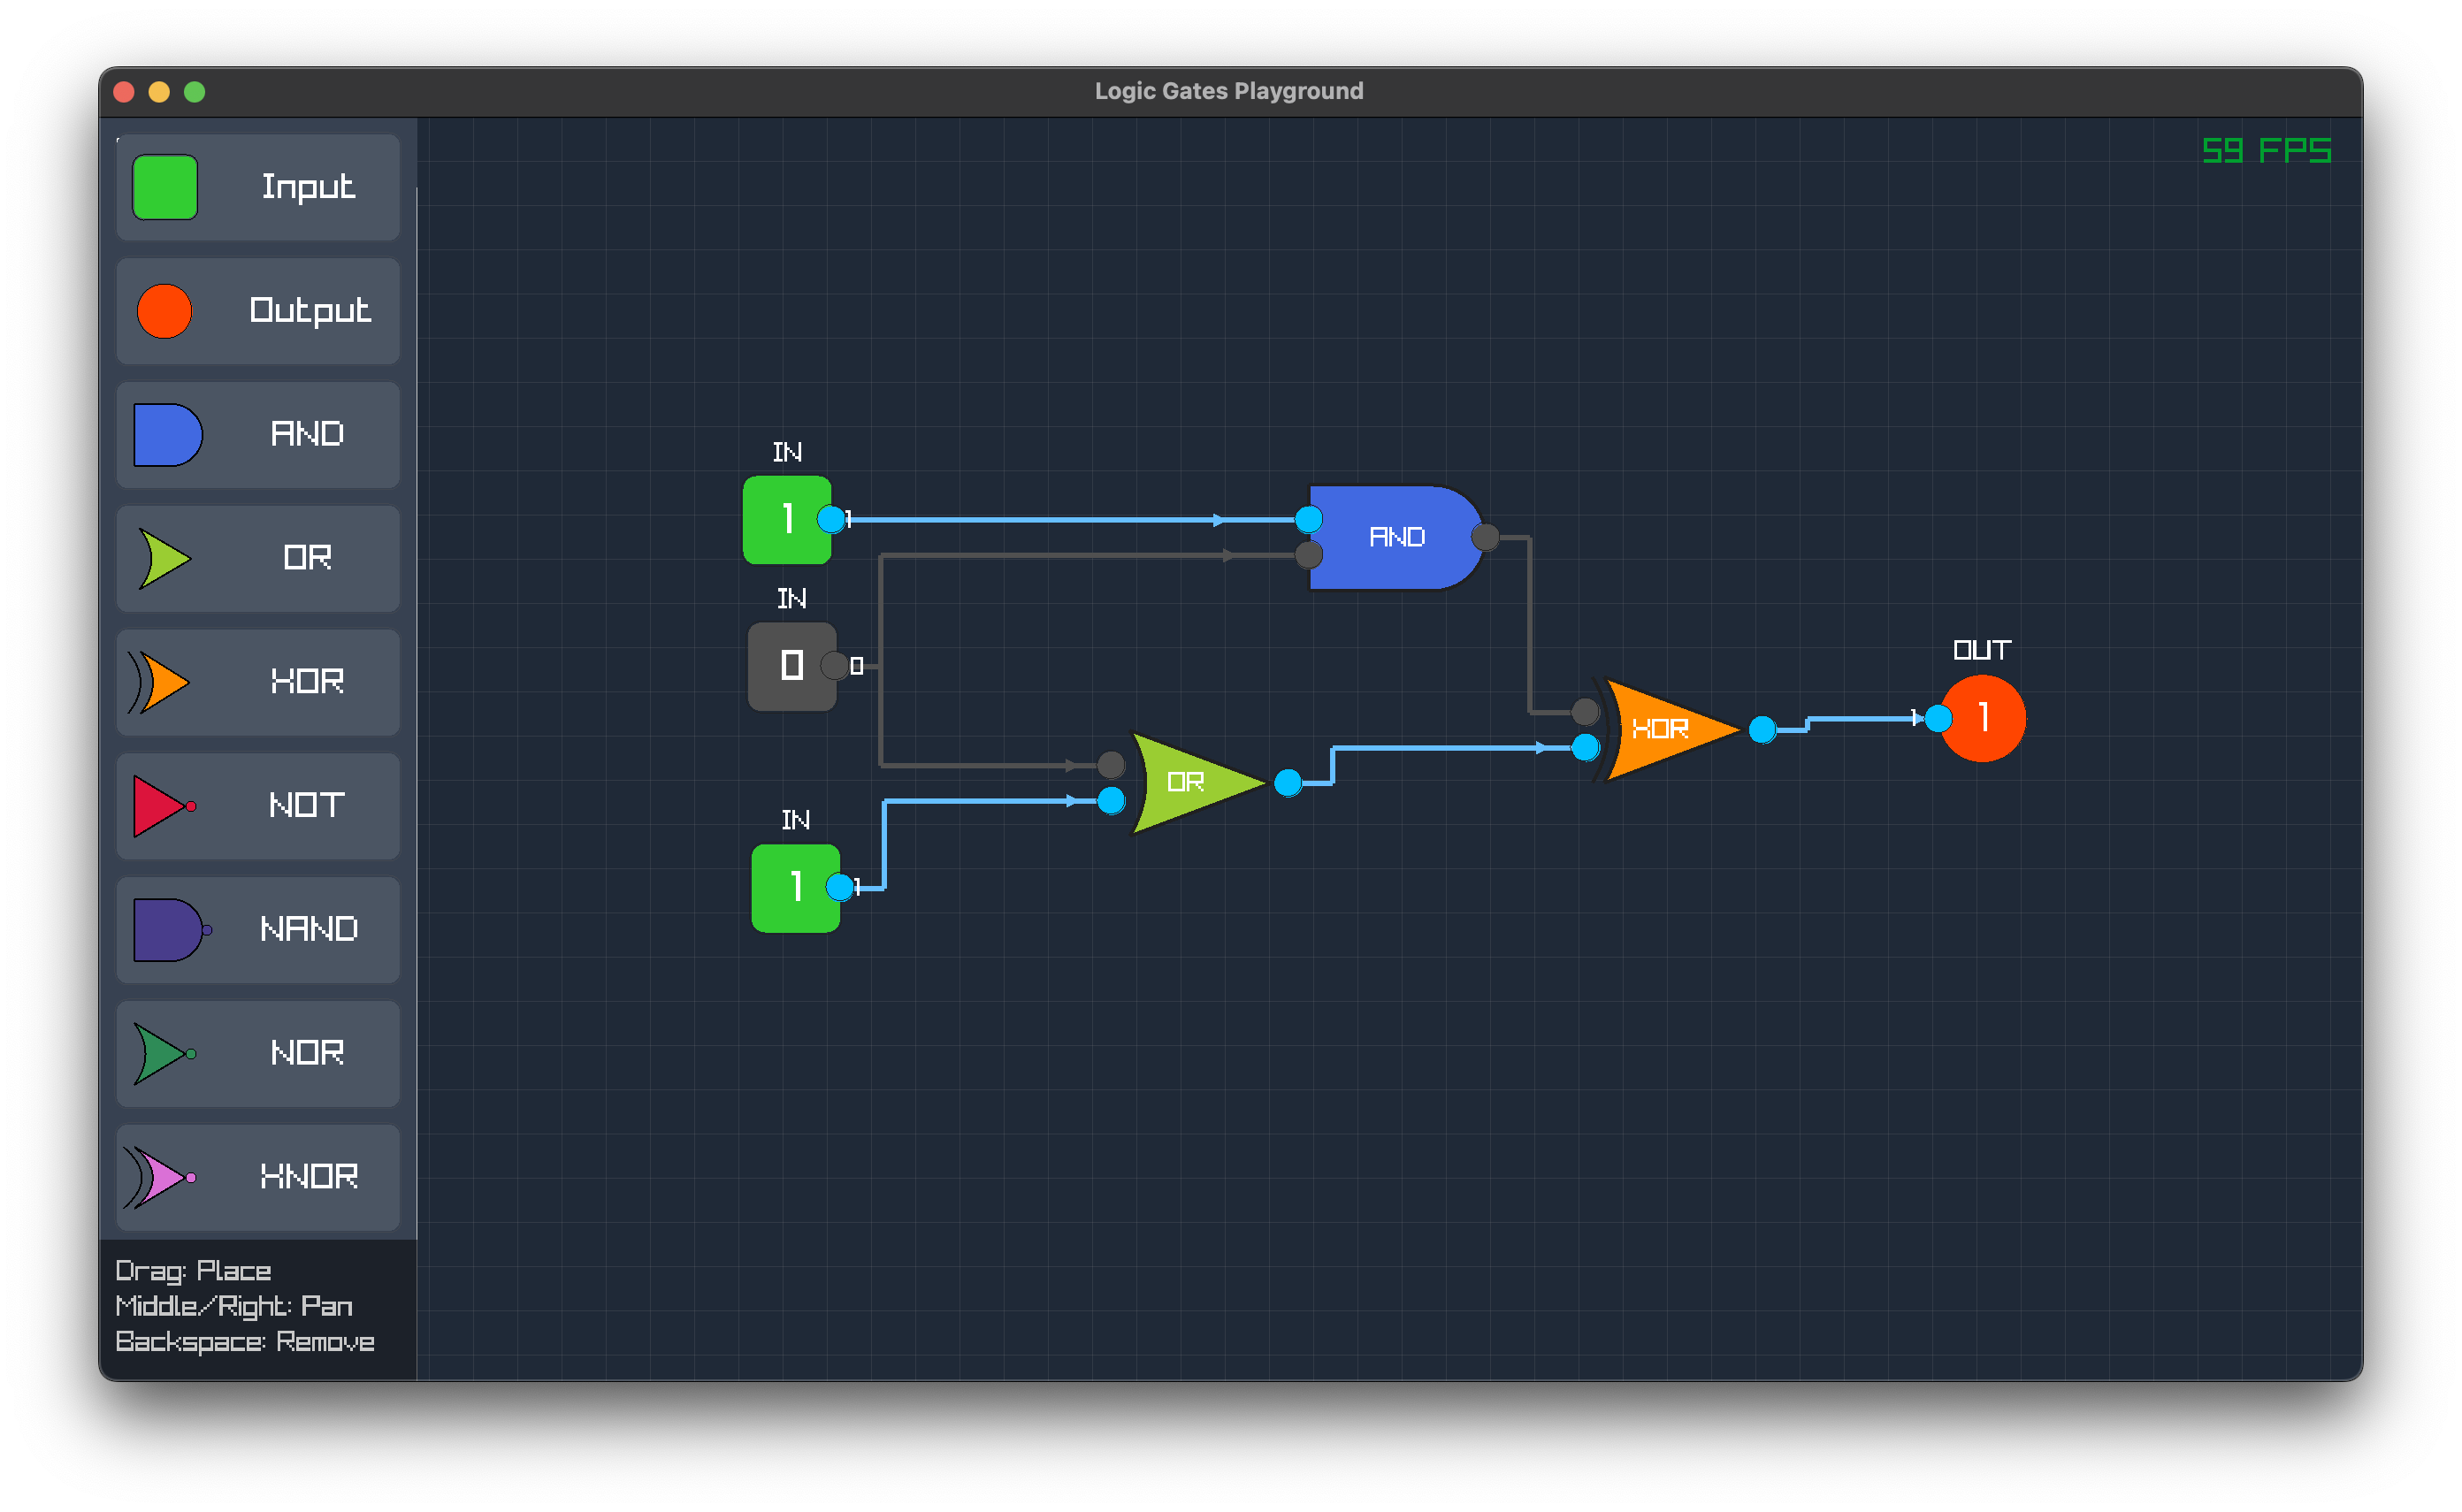 Logic Gates Playground
59 FPS
Input
Output
AND
OR
XOR
NOT
NAND
NOR
XNOR
Drag: Place
Middle/Right: Pan
Backspace: Remove
IN
1
1
AND
IN
0
0
OUT
1
1
XOR
OR
IN
1
1